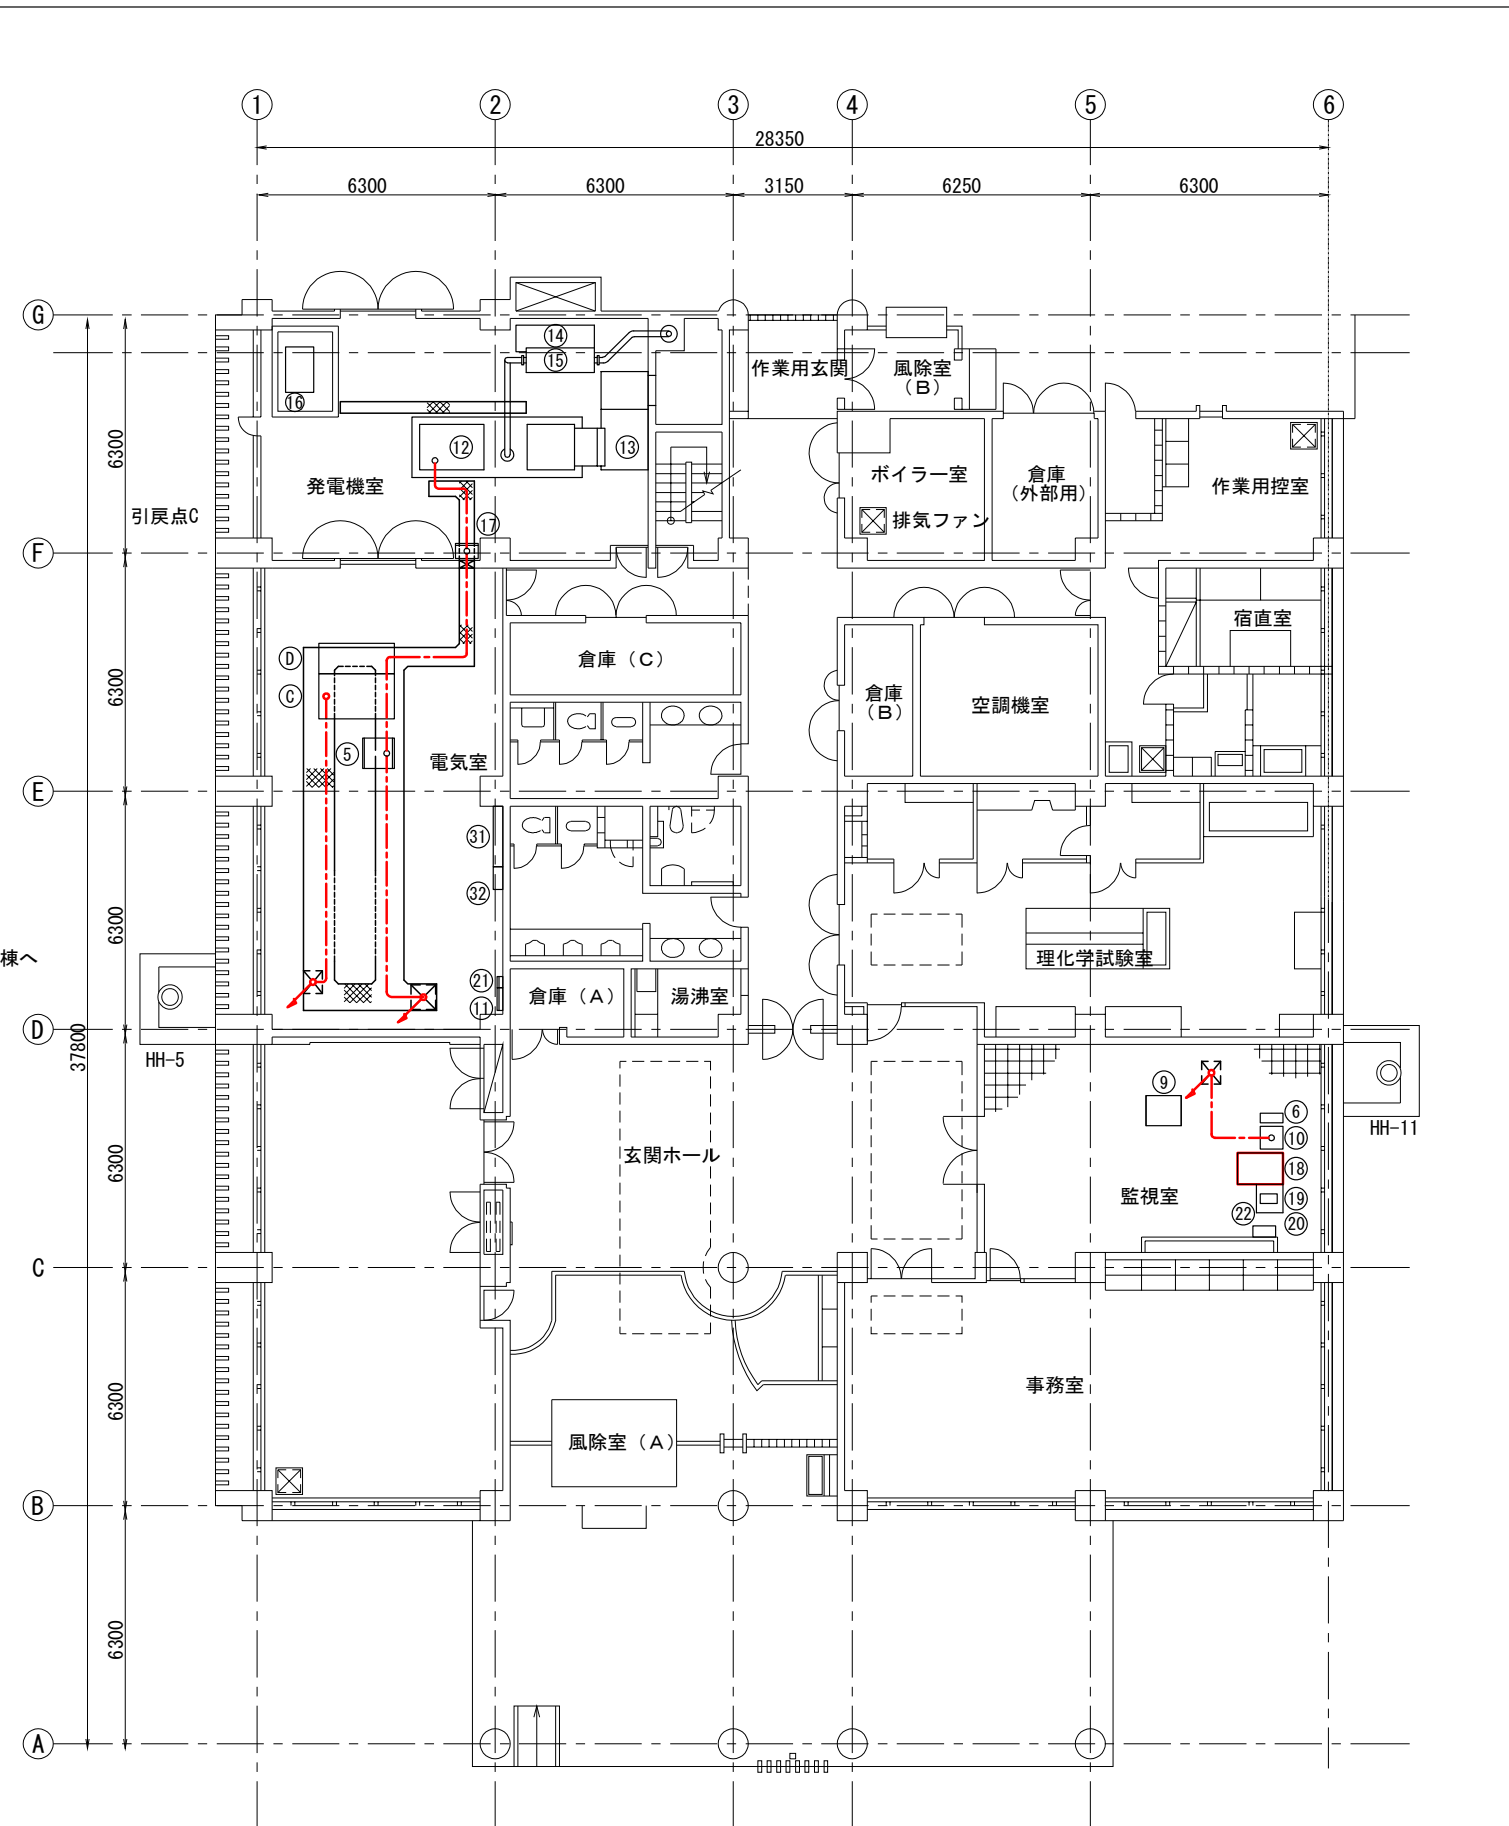 1 2 3 4 5 6
28350
6300 6300 3150 6250 6300
G
14
15
作業用玄関
風除室
(B)
16
6300
12
13
発電機室
ボイラー室
倉庫
(外部用)
作業用控室
引戻点C
17
排気ファン
F
宿直室
D
倉庫(C)
6300
C
倉庫
(B)
空調機室
5
電気室
E
31
32
6300
棟へ
理化学試験室
21
11
倉庫(A)
湯沸室
D
37800
HH-5
9
6
10
HH-11
6300
玄関ホール
18
監視室
19
22
20
C
6300
事務室
風除室(A)
B
6300
A